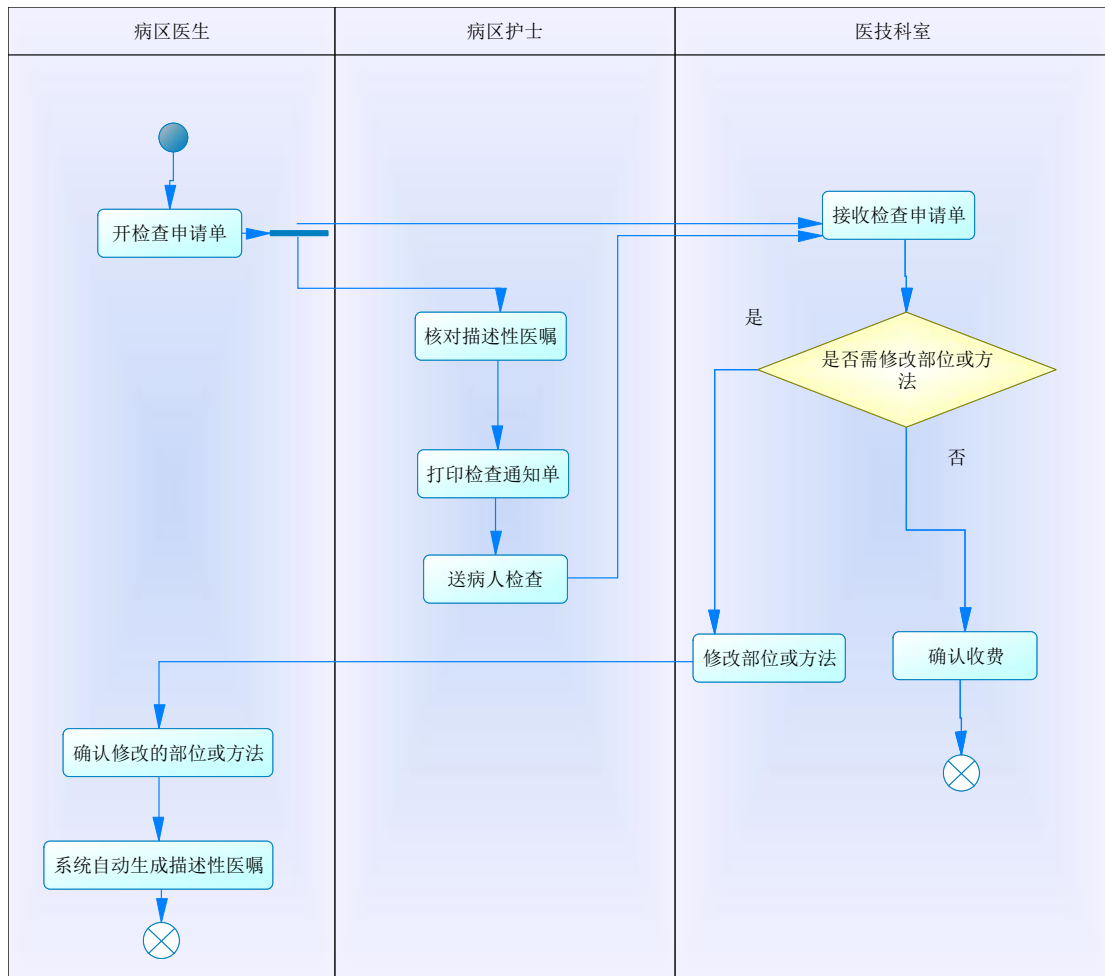 病区医生
病区护士
医技科室
开检查申请单
接收检查申请单
核对描述性医嘱
是
是否需修改部位或方
法
打印检查通知单
否
送病人检查
修改部位或方法
确认收费
确认修改的部位或方法
系统自动生成描述性医嘱